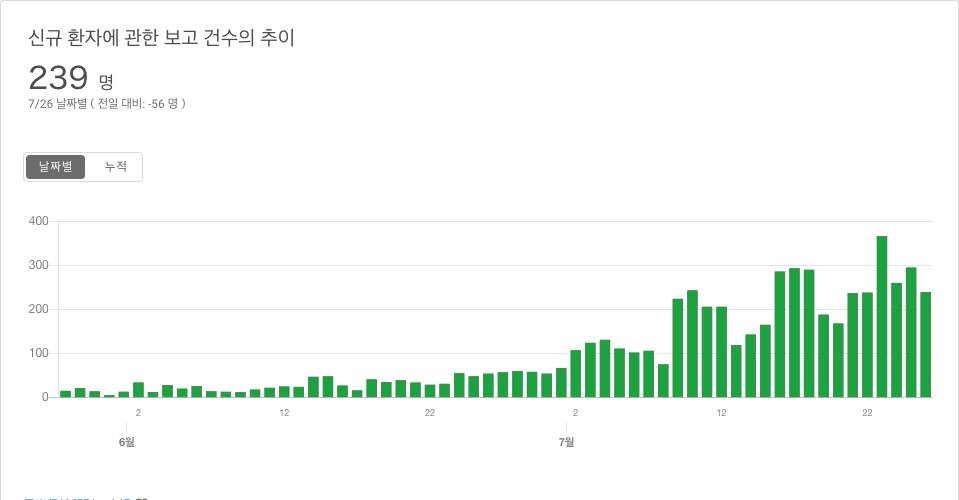 신규 환자에 관한 보고 건수의 추이
239 명
7/26 날짜별 ( 전일 대비: -56 명 )
날짜별 누적
400
300
200
100
0
2 12 22 2 12 22
6월 7월